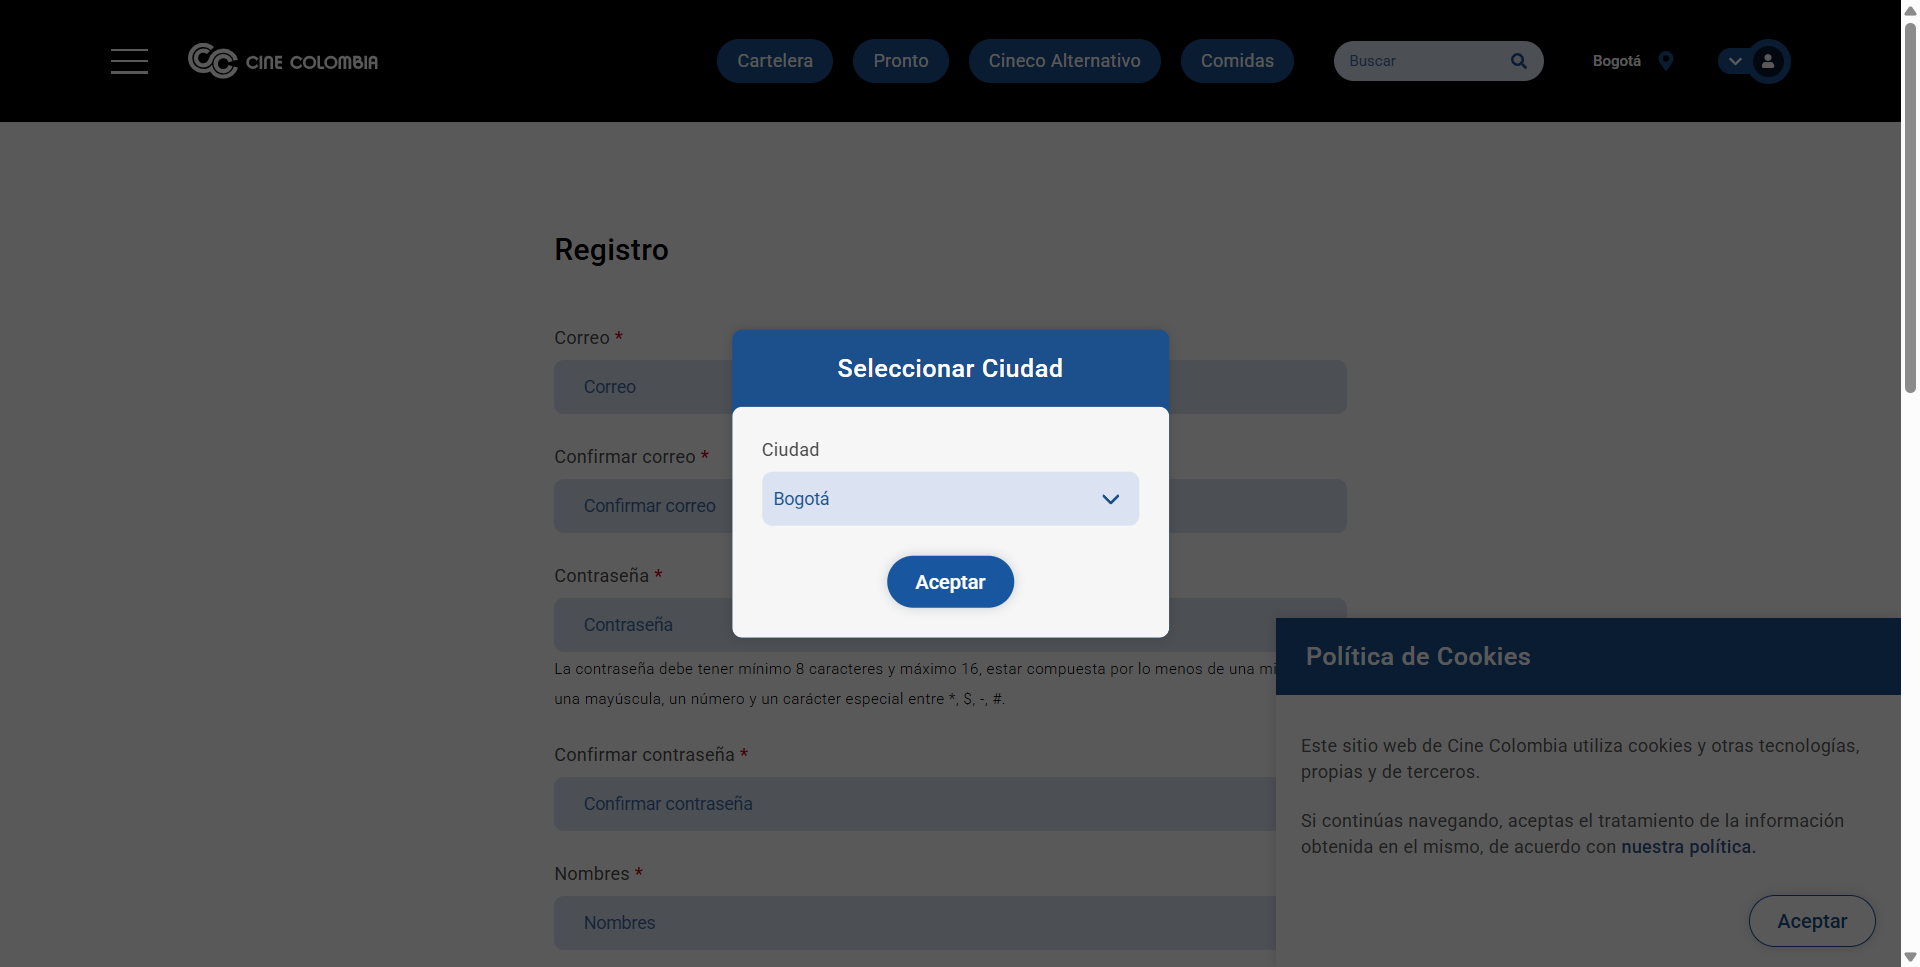 CINE COLOMBIA
Cartelera
Pronto
Cineco Alternativo
Comidas
Buscar
Bogotá
Registro
Correo *
Correo
Confirmar correo *
Confirmar correo
Contraseña *
Contraseña
La contraseña debe tener mínimo 8 caracteres y máximo 16, estar compuesta por lo menos de una mi
una mayúscula, un número y un carácter especial entre *, $, -, #.
Confirmar contraseña *
Confirmar contraseña
Nombres *
Nombres
Seleccionar Ciudad
Ciudad
Bogotá
Aceptar
Política de Cookies
Este sitio web de Cine Colombia utiliza cookies y otras tecnologías,
propias y de terceros.
Si continúas navegando, aceptas el tratamiento de la información
obtenida en el mismo, de acuerdo con nuestra política.
Aceptar